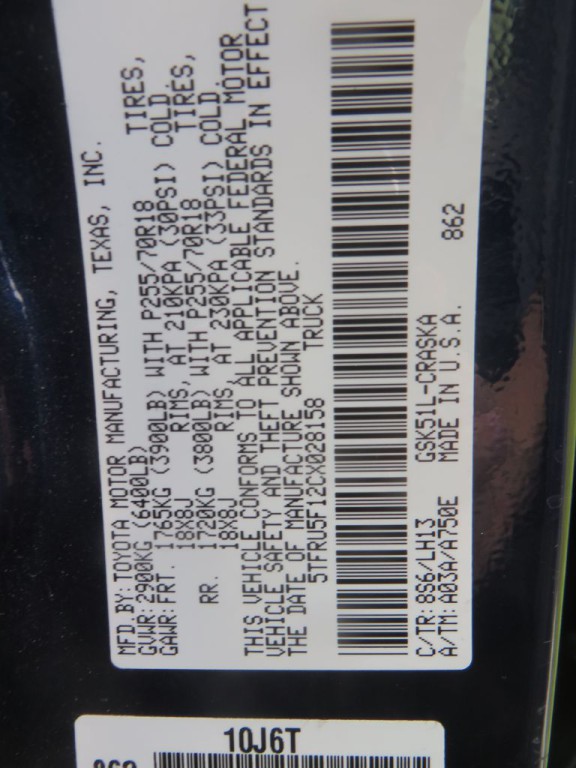 MFD.BY:TOYOTA MOTOR MANUFACTURING, TEXAS, INC.
GVWR:2900KG(6400LB)
GAWR:FRT. 1765KG (3900LB) WITH P255/70R18 TIRES,
18X8J RIMS, AT 210KPA (30PSI) COLD
RR. 1720KG (3800LB) WITH P255/70R18 TIRES,
18X8J RIMS, AT 230KPA (33PSI) COLD
THIS VEHICLE CONFORMS TO ALL APPLICABLE FEDERAL MOTOR
VEHICLE SAFETY AND THEFT PREVENTION STANDARDS IN EFFECT
THE DATE OF MANUFACTURE SHOWN ABOVE.
5TFRU5F12CX028158 TRUCK
C/TR:8S6/LH13 GSK51L-CRASKA 862
A/TM:A03A/A750E MADE IN U.S.A.
10J6T
862